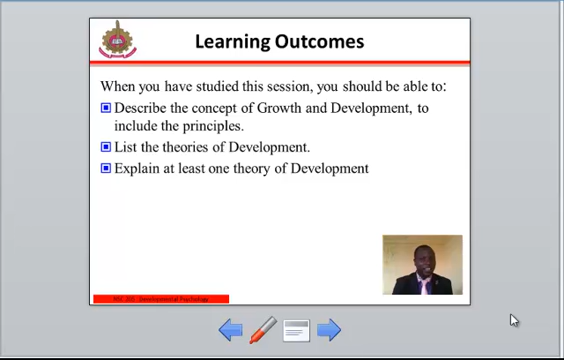 Learning Outcomes
When you have studied this session, you should be able to:
Describe the concept of Growth and Development, to
include the principles.
List the theories of Development.
Explain at least one theory of Development
Developmental Psychology